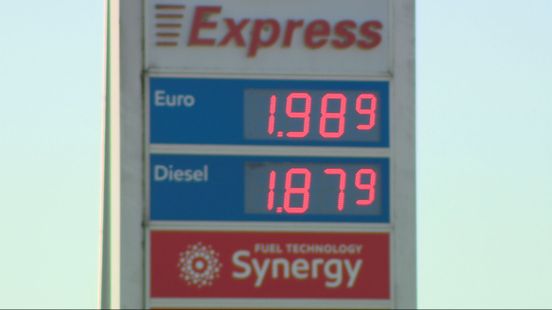 Express
Euro 1.989
Diesel 1.879
FUEL TECHNOLOGY
Synergy